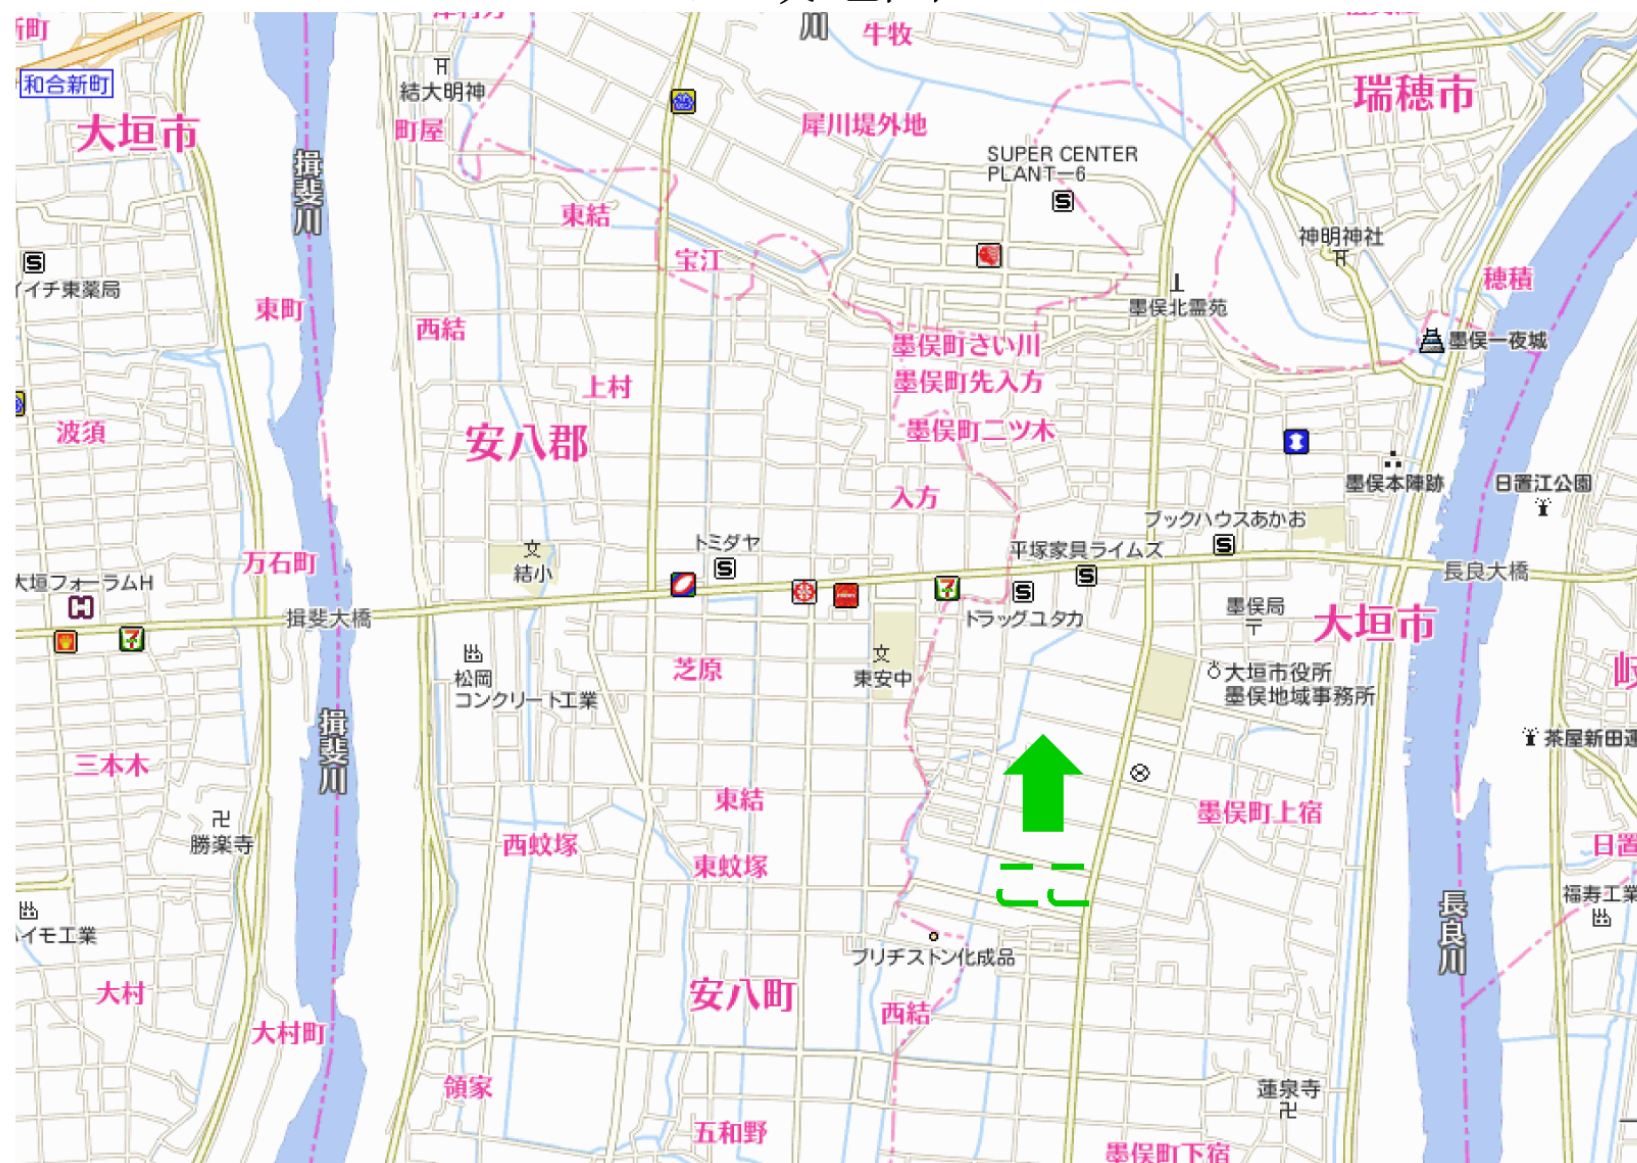 川
牛牧
和合新町
結大明神
大垣市
町屋
瑞穂市
犀川堤外地
SUPER CENTER
PLANT-6
揖斐川
東結
宝江
神明神社
穂積
イチ東薬局
東町
西結
墨俣北霊苑
墨俣町さい川
墨俣一夜城
上村
墨俣町先入方
波須
安八郡
墨俣町二ツ木
墨俣本陣跡
日置江公園
入方
ブックハウスあかお
トミダヤ
平塚家具ライムズ
万石町
文
結小
長良大橋
大垣フォーラムH
揖斐大橋
墨俣局
ドラッグユタカ
大垣市
松岡
コンクリート工業
芝原
文
東安中
大垣市役所
墨俣地域事務所
岐
揖斐川
茶屋新田運
三本木
東結
墨俣町上宿
勝楽寺
西蚊塚
東蚊塚
日置
福寿工業
長良川
イモ工業
ブリヂストン化成品
大村
安八町
西結
大村町
領家
蓮泉寺
五和野
墨俣町下宿